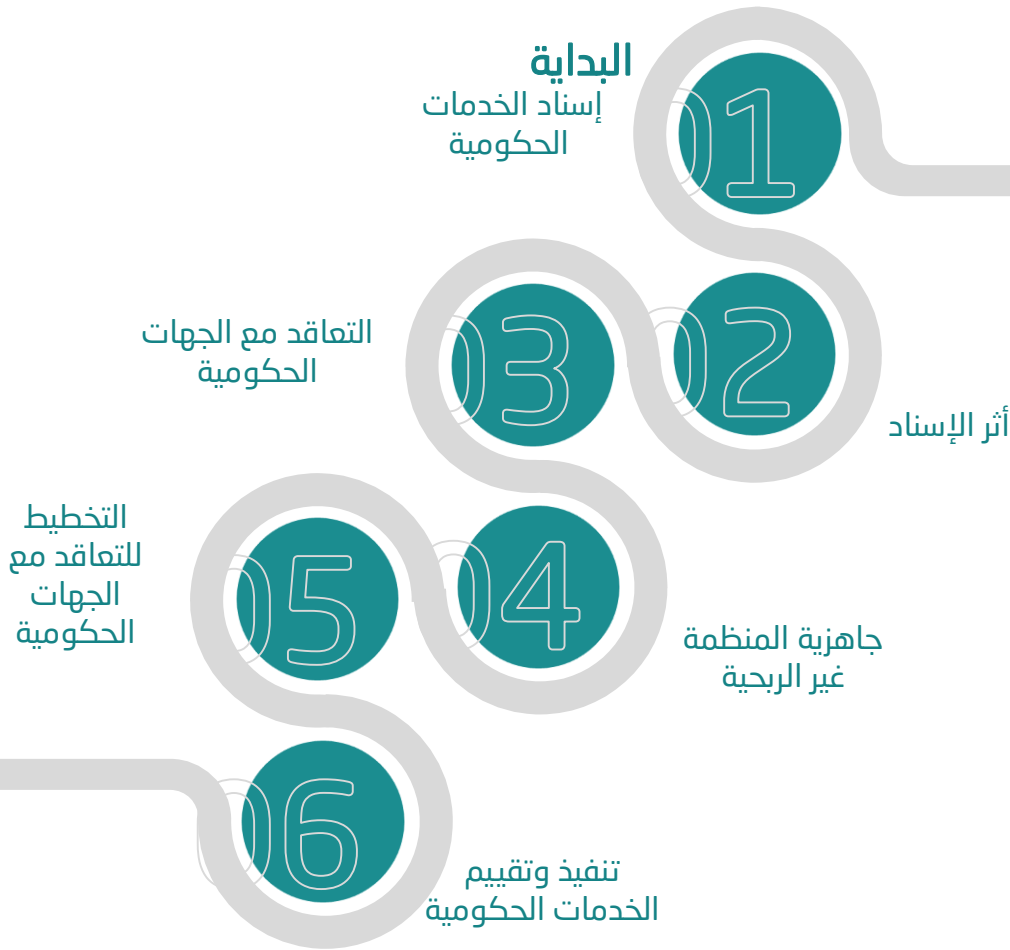 البداية
01
إسناد الخدمات
الحكومية
02
أثر الإسناد
03
التعاقد مع الجهات
الحكومية
04
جاهزية المنظمة
غير الربحية
05
التخطيط
للتعاقد مع
الجهات
الحكومية
06
تنفيذ وتقييم
الخدمات الحكومية